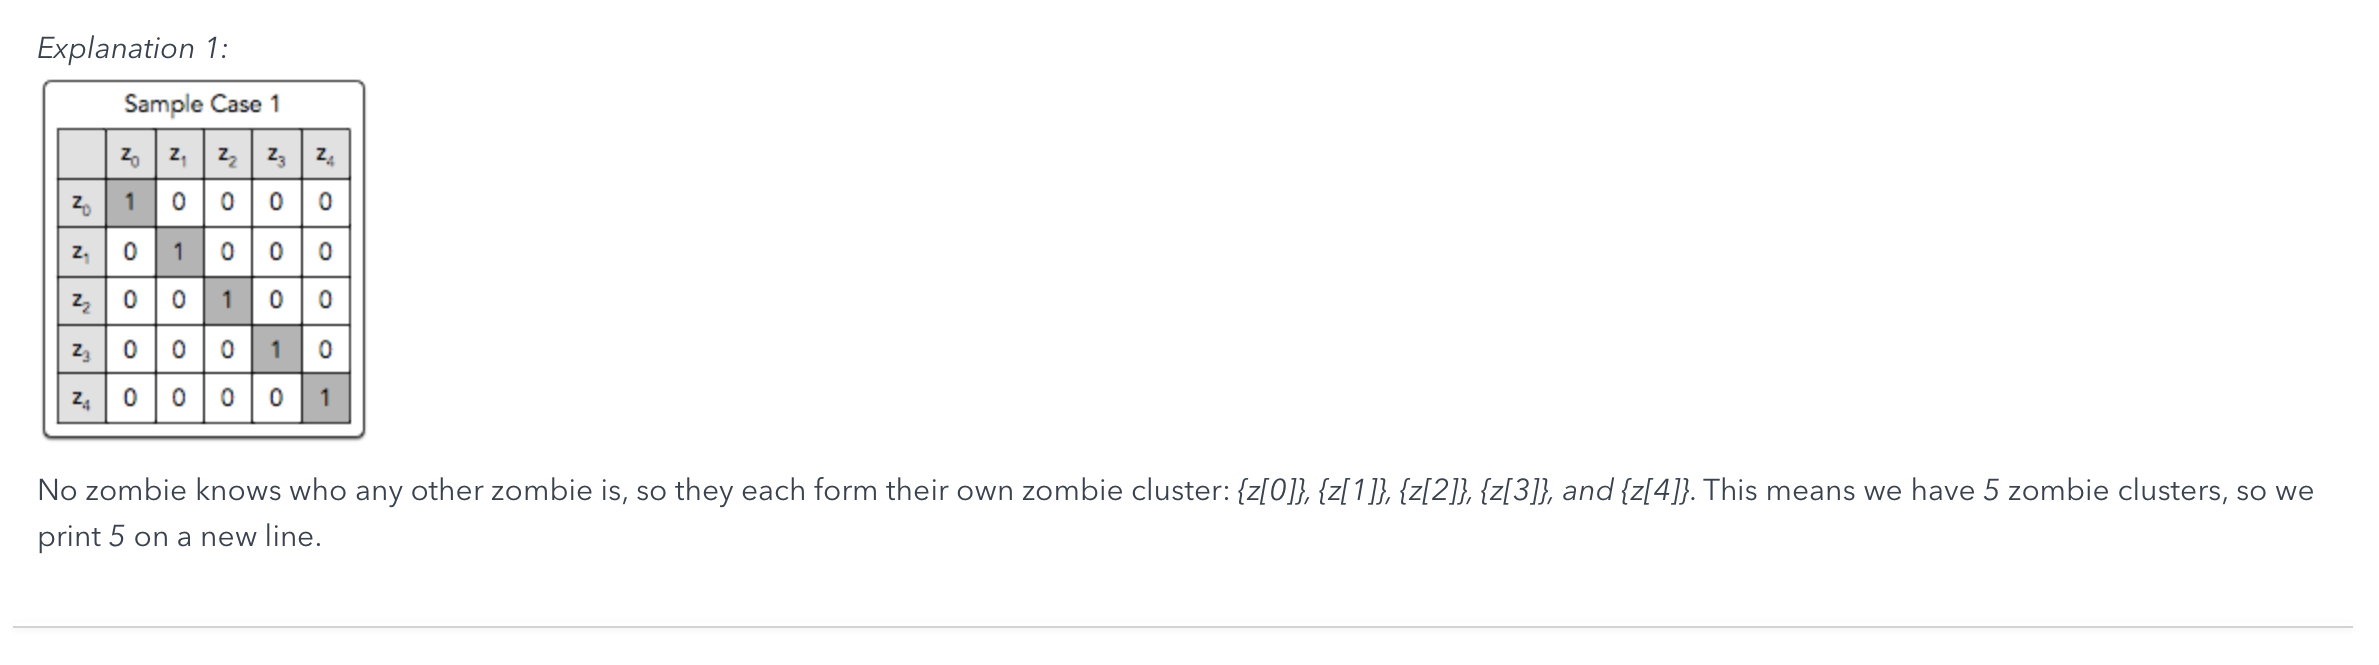 Explanation 1:
Sample Case 1
z₀ z₁ z₂ z₃ z₄
z₀ 1 0 0 0 0
z₁ 0 1 0 0 0
z₂ 0 0 1 0 0
z₃ 0 0 0 1 0
z₄ 0 0 0 0 1
No zombie knows who any other zombie is, so they each form their own zombie cluster: {z[0]}, {z[1]}, {z[2]}, {z[3]}, and {z[4]}. This means we have 5 zombie clusters, so we
print 5 on a new line.